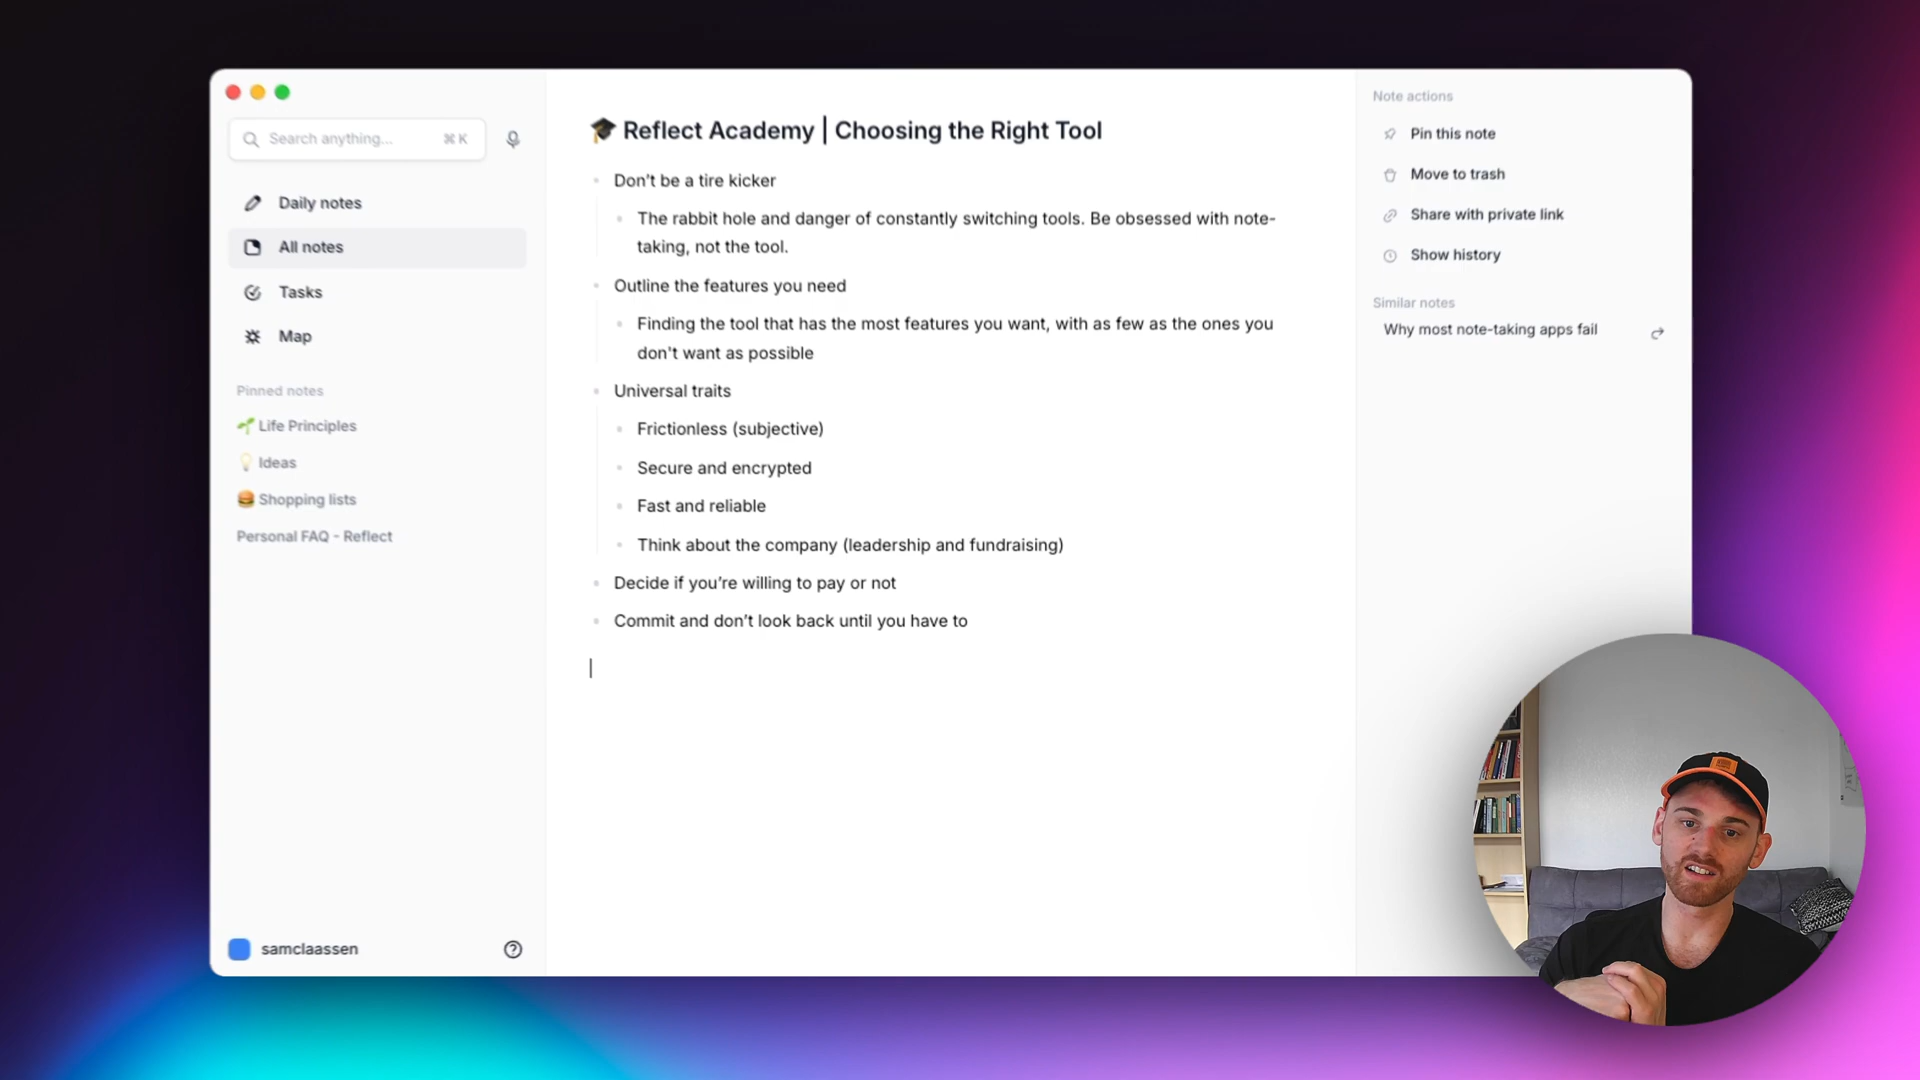 Search anything...
⌘ K
Daily notes
All notes
Tasks
Map
Pinned notes
🌱 Life Principles
💡 Ideas
🍔 Shopping lists
Personal FAQ - Reflect
samclaassen
🎓 Reflect Academy | Choosing the Right Tool
Don’t be a tire kicker
The rabbit hole and danger of constantly switching tools. Be obsessed with note-
taking, not the tool.
Outline the features you need
Finding the tool that has the most features you want, with as few as the ones you
don't want as possible
Universal traits
Frictionless (subjective)
Secure and encrypted
Fast and reliable
Think about the company (leadership and fundraising)
Decide if you’re willing to pay or not
Commit and don’t look back until you have to
Note actions
Pin this note
Move to trash
Share with private link
Show history
Similar notes
Why most note-taking apps fail